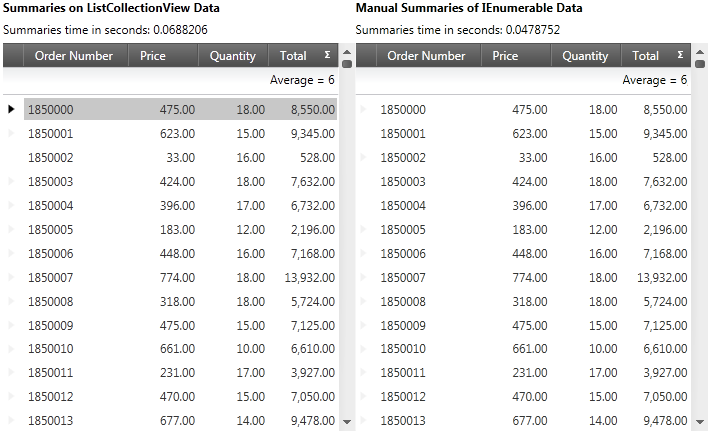 Summaries on ListCollectionView Data
Summaries time in seconds: 0.0688206
Order Number Price Quantity Total Σ
Average = 6
1850000 475.00 18.00 8,550.00
1850001 623.00 15.00 9,345.00
1850002 33.00 16.00 528.00
1850003 424.00 18.00 7,632.00
1850004 396.00 17.00 6,732.00
1850005 183.00 12.00 2,196.00
1850006 448.00 16.00 7,168.00
1850007 774.00 18.00 13,932.00
1850008 318.00 18.00 5,724.00
1850009 475.00 15.00 7,125.00
1850010 661.00 10.00 6,610.00
1850011 231.00 17.00 3,927.00
1850012 470.00 15.00 7,050.00
1850013 677.00 14.00 9,478.00
Manual Summaries of IEnumerable Data
Summaries time in seconds: 0.0478752
Order Number Price Quantity Total Σ
Average = 6
1850000 475.00 18.00 8,550.00
1850001 623.00 15.00 9,345.00
1850002 33.00 16.00 528.00
1850003 424.00 18.00 7,632.00
1850004 396.00 17.00 6,732.00
1850005 183.00 12.00 2,196.00
1850006 448.00 16.00 7,168.00
1850007 774.00 18.00 13,932.00
1850008 318.00 18.00 5,724.00
1850009 475.00 15.00 7,125.00
1850010 661.00 10.00 6,610.00
1850011 231.00 17.00 3,927.00
1850012 470.00 15.00 7,050.00
1850013 677.00 14.00 9,478.00